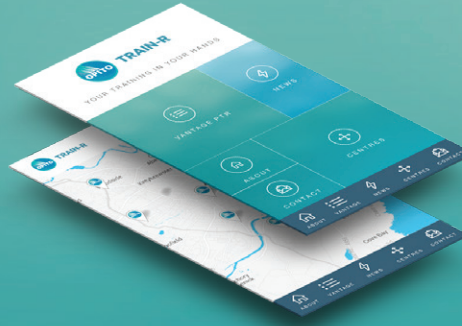 OPITO TRAIN-R
YOUR TRAINING IN YOUR HANDS
NEWS
VANTAGE PTR
CENTRES
ABOUT
CONTACT
ABOUT VANTAGE NEWS CENTRES CONTACT
OPITO TRAIN-R
ABOUT VANTAGE NEWS CENTRES CONTACT